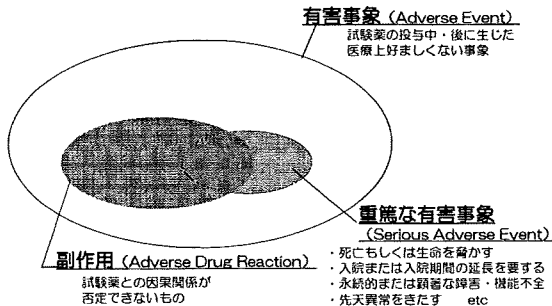 有害事象 (Adverse Event)
試験薬の投与中・後に生じた
医療上好ましくない事象
重篤な有害事象
(Serious Adverse Event)
・死亡もしくは生命を脅かす
・入院または入院期間の延長を要する
・永続的または顕著な障害・機能不全
・先天異常をきたす etc
副作用 (Adverse Drug Reaction)
試験薬との因果関係が
否定できないもの